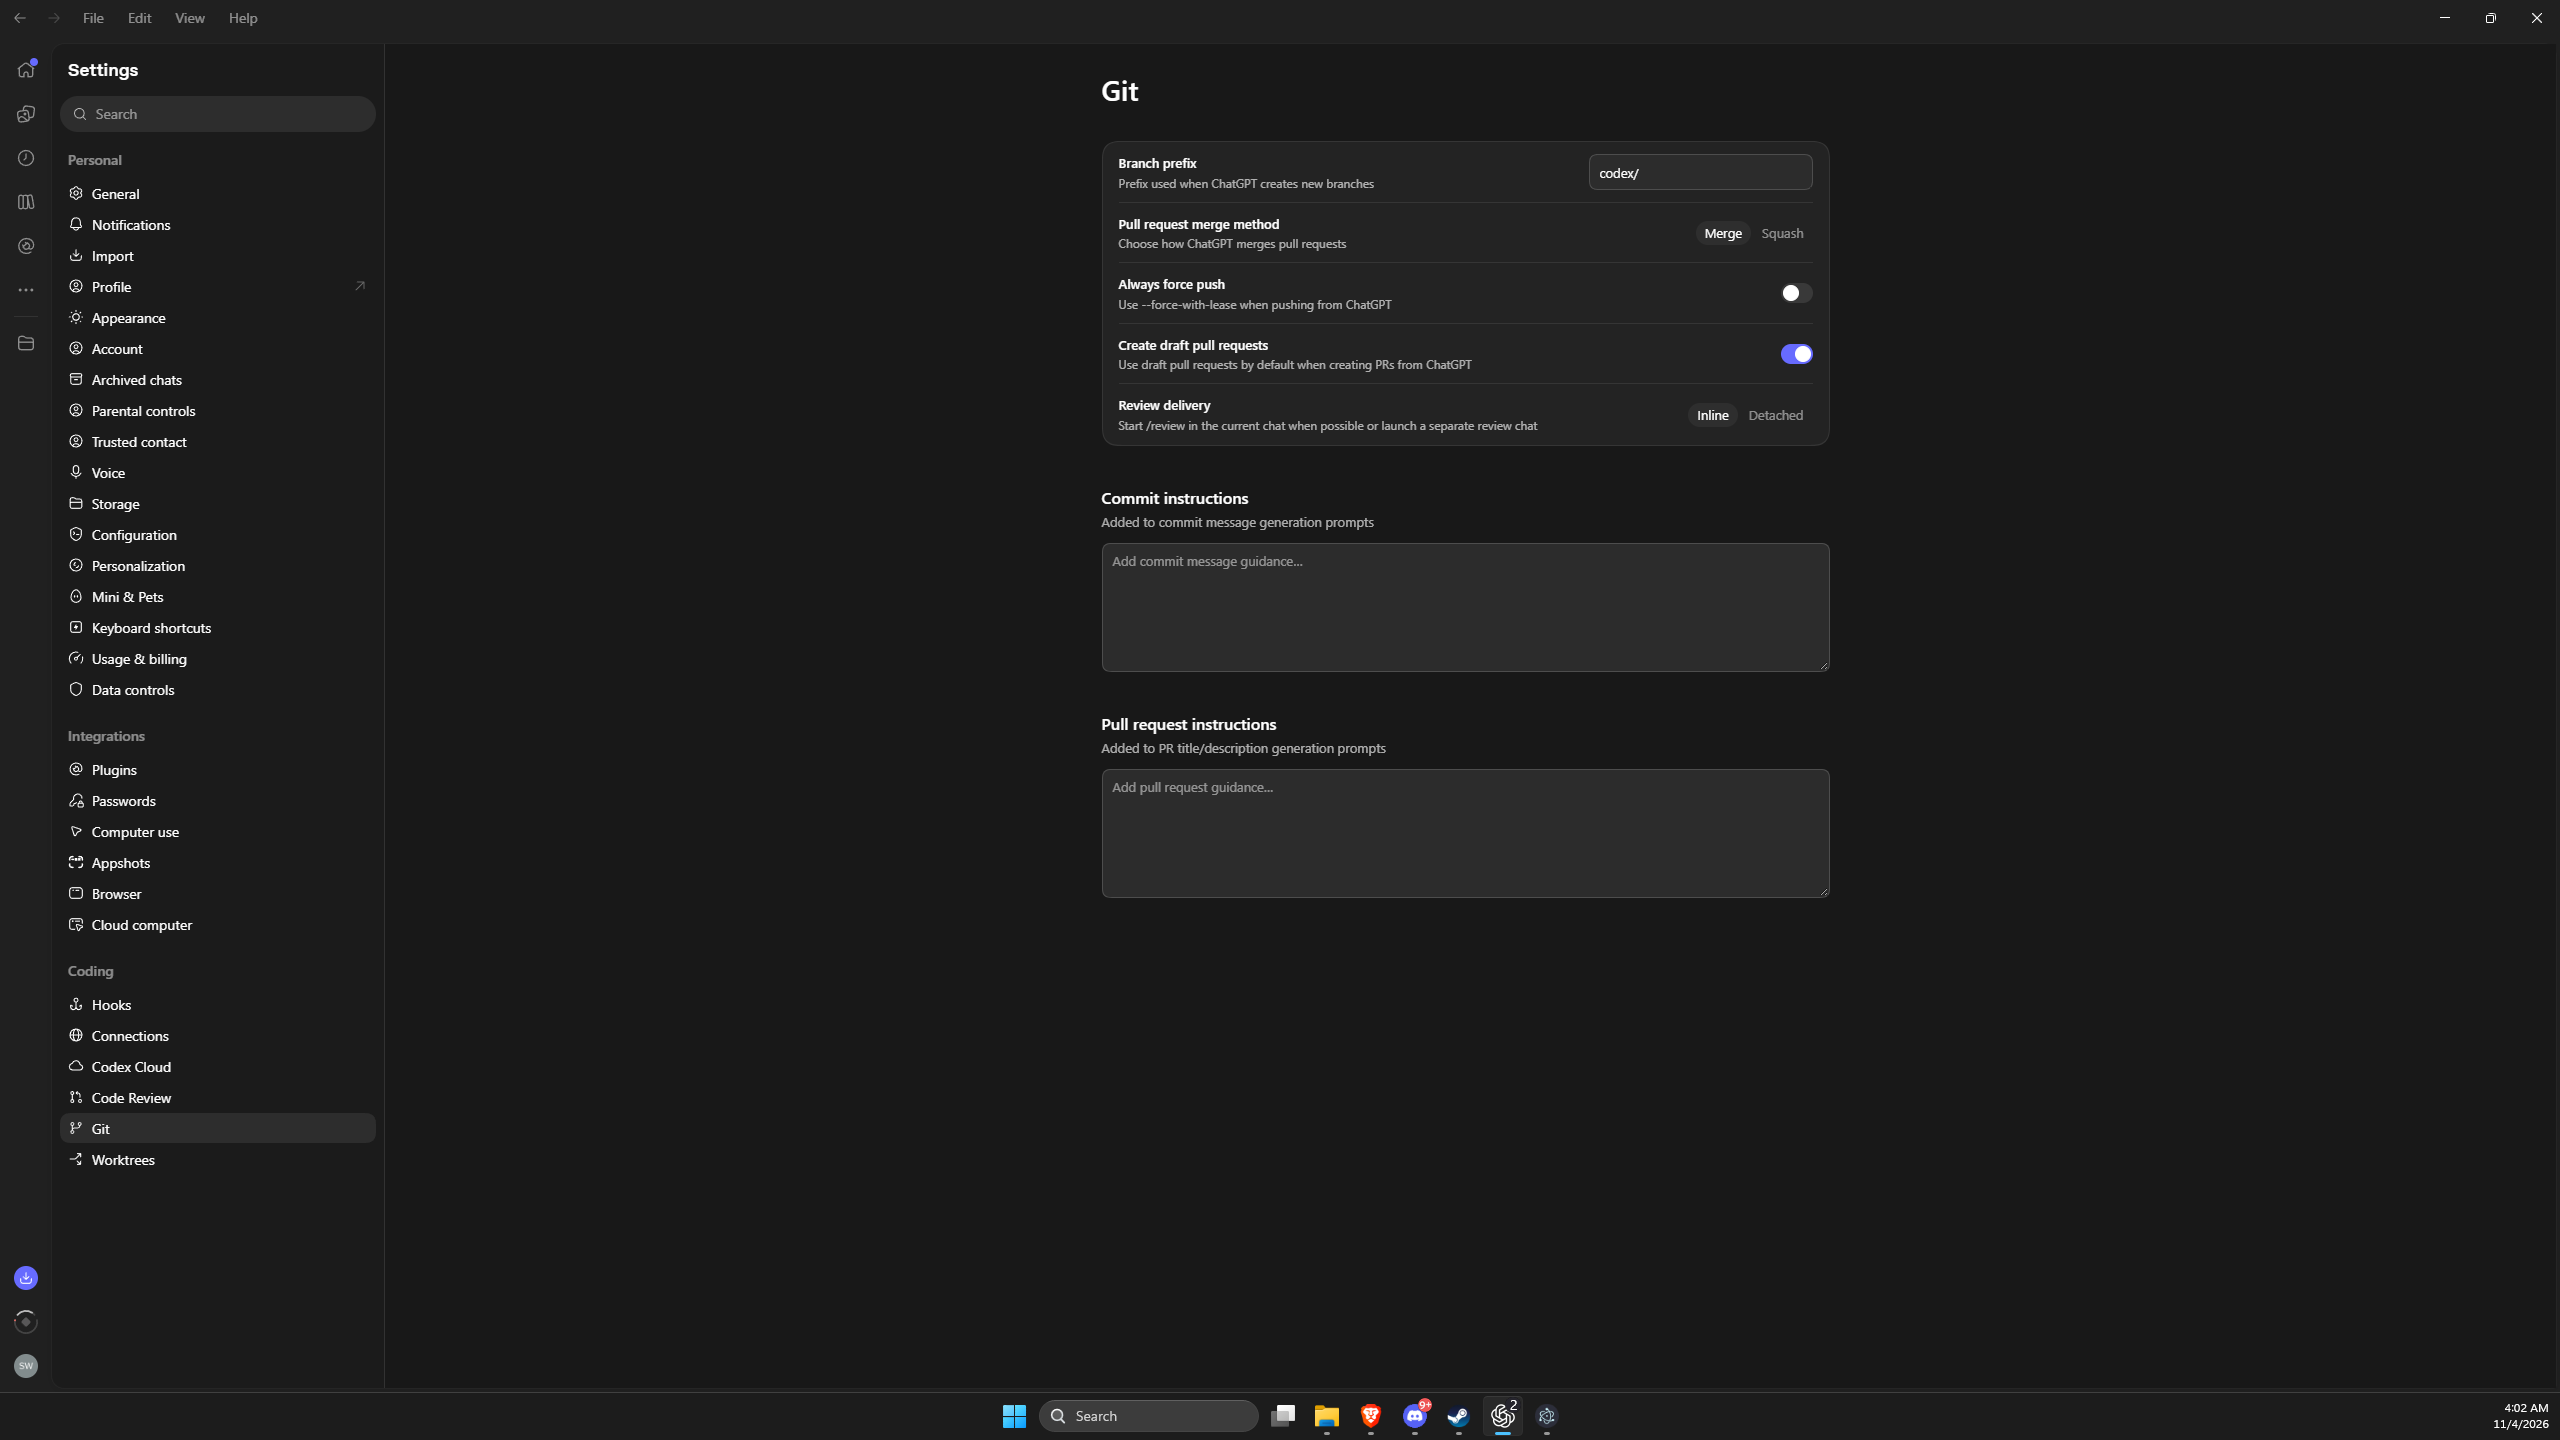 File Edit View Help
Settings
Search
Personal
General
Notifications
Import
Profile
Appearance
Account
Archived chats
Parental controls
Trusted contact
Voice
Storage
Configuration
Personalization
Mini & Pets
Keyboard shortcuts
Usage & billing
Data controls
Integrations
Plugins
Passwords
Computer use
Appshots
Browser
Cloud computer
Coding
Hooks
Connections
Codex Cloud
Code Review
Git
Worktrees
SW
Git
Branch prefix
Prefix used when ChatGPT creates new branches
codex/
Pull request merge method
Choose how ChatGPT merges pull requests
Merge Squash
Always force push
Use --force-with-lease when pushing from ChatGPT
Create draft pull requests
Use draft pull requests by default when creating PRs from ChatGPT
Review delivery
Start /review in the current chat when possible or launch a separate review chat
Inline Detached
Commit instructions
Added to commit message generation prompts
Add commit message guidance...
Pull request instructions
Added to PR title/description generation prompts
Add pull request guidance...
Search
9+
2
4:02 AM
11/4/2026